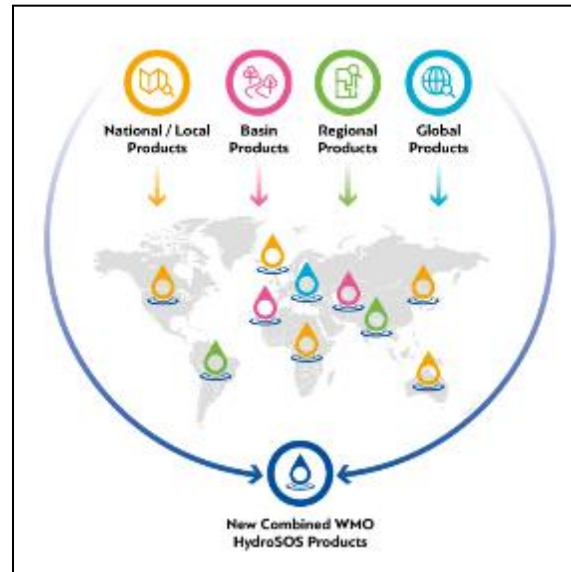 National / Local
Products
Basin
Products
Regional
Products
Global
Products
New Combined WMO
HydroSOS Products